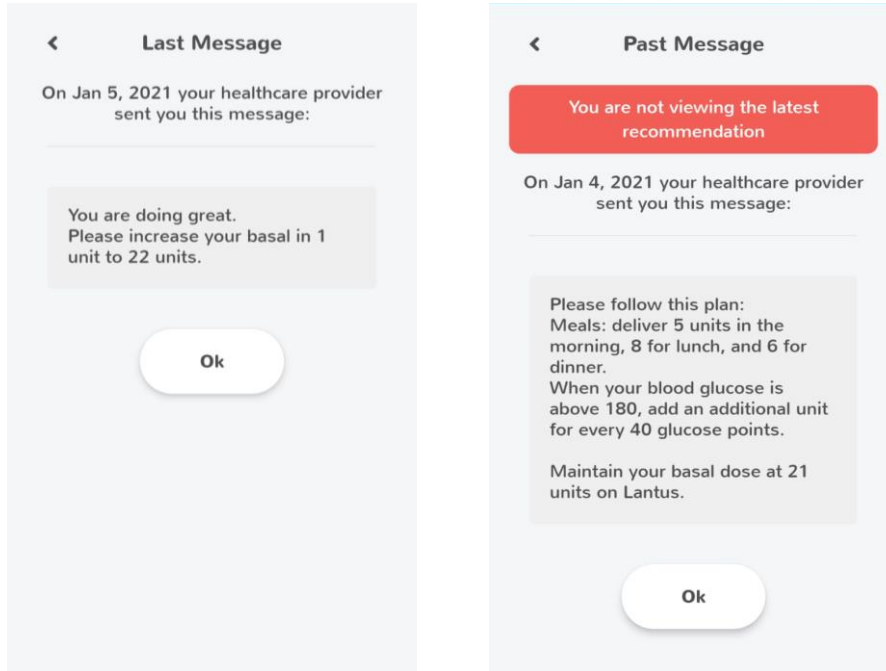 Last Message
On Jan 5, 2021 your healthcare provider
sent you this message:
You are doing great.
Please increase your basal in 1
unit to 22 units.
Ok
Past Message
You are not viewing the latest
recommendation
On Jan 4, 2021 your healthcare provider
sent you this message:
Please follow this plan:
Meals: deliver 5 units in the
morning, 8 for lunch, and 6 for
dinner.
When your blood glucose is
above 180, add an additional unit
for every 40 glucose points.
Maintain your basal dose at 21
units on Lantus.
Ok